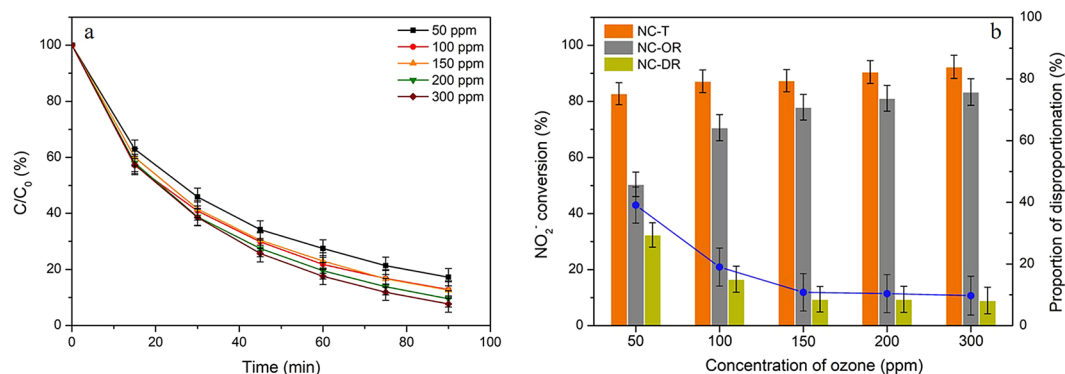 a
50 ppm
100 ppm
150 ppm
200 ppm
300 ppm
C/C₀ (%)
100
80
60
40
20
0
0 20 40 60 80 100
Time (min)
b
NC-T
NC-OR
NC-DR
NO₂⁻ conversion (%)
100
80
60
40
20
0
50 100 150 200 300
Concentration of ozone (ppm)
100
80
60
40
20
0
Proportion of disproportionation (%)